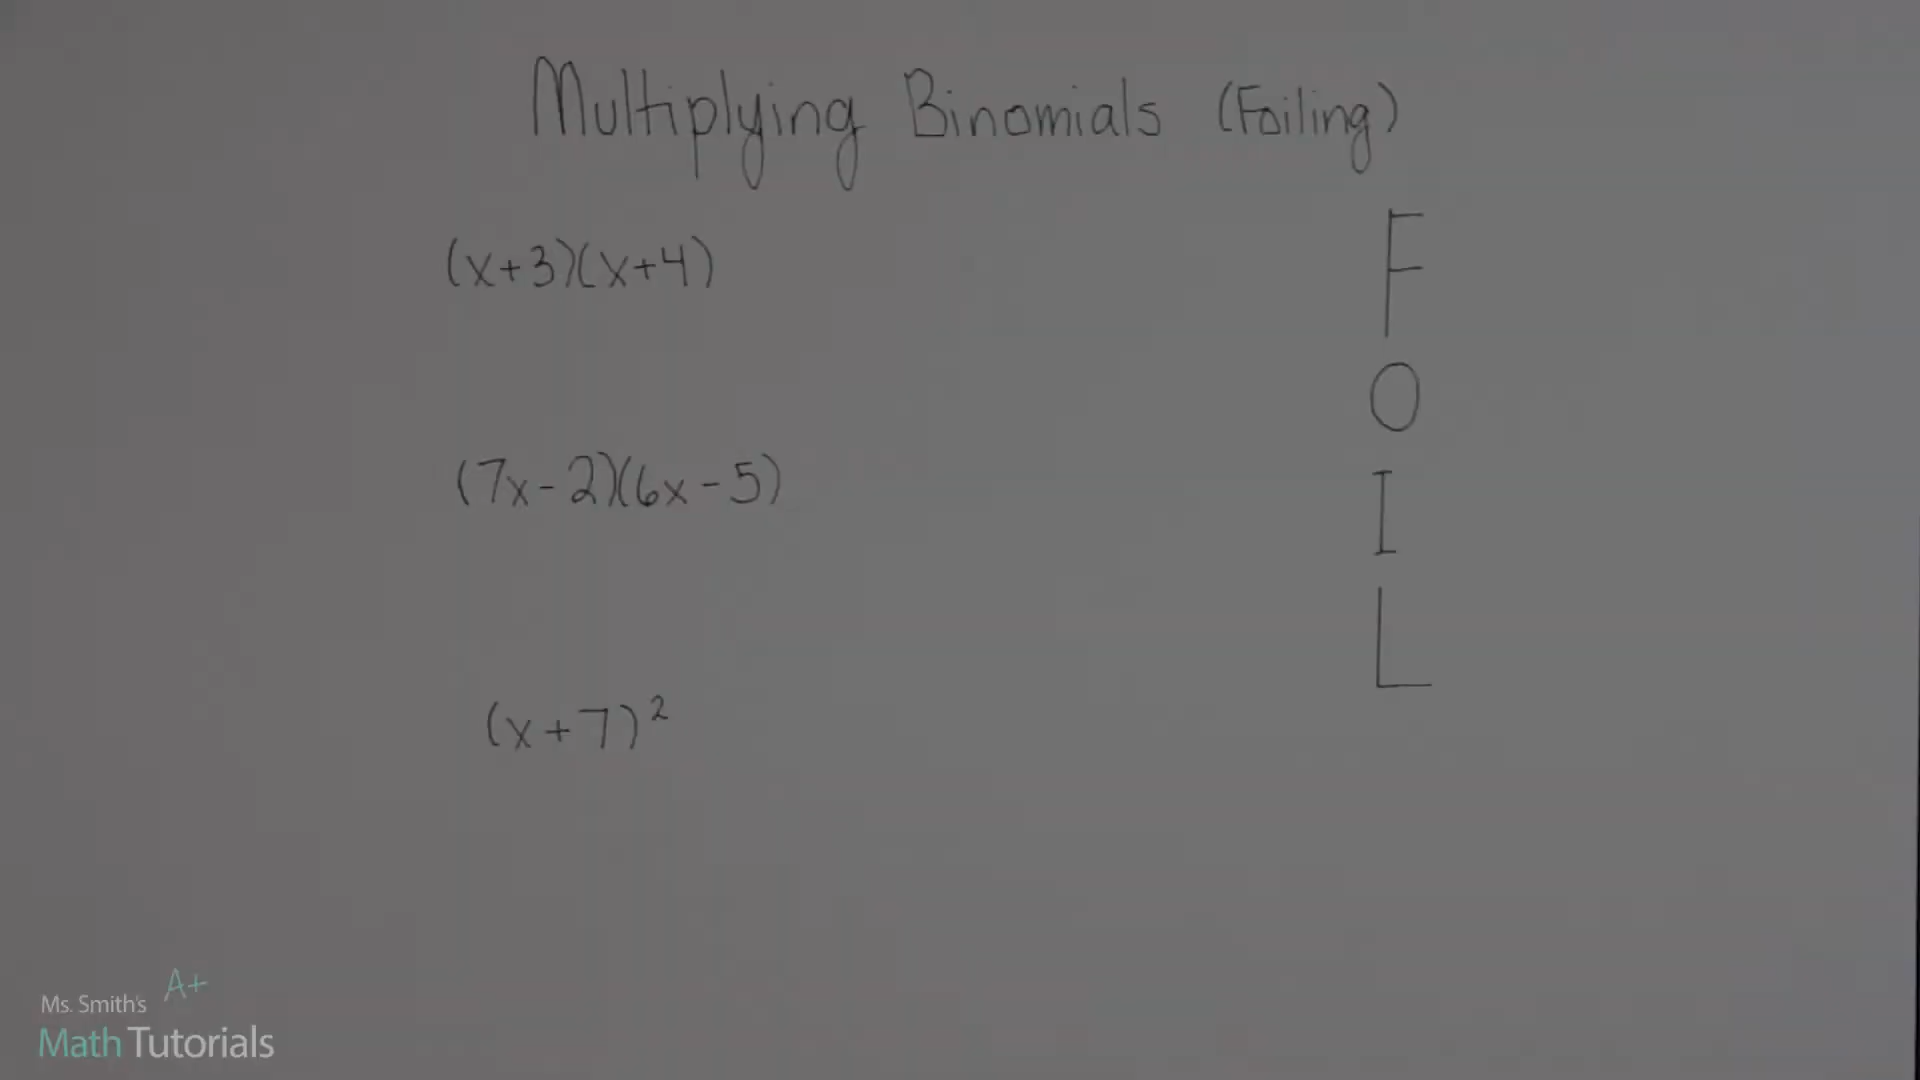 Multiplying Binomials (Foiling)
(x+3)(x+4)
(7x-2)(6x-5)
(x+7)²
F
O
I
L
Ms. Smith's A+
Math Tutorials